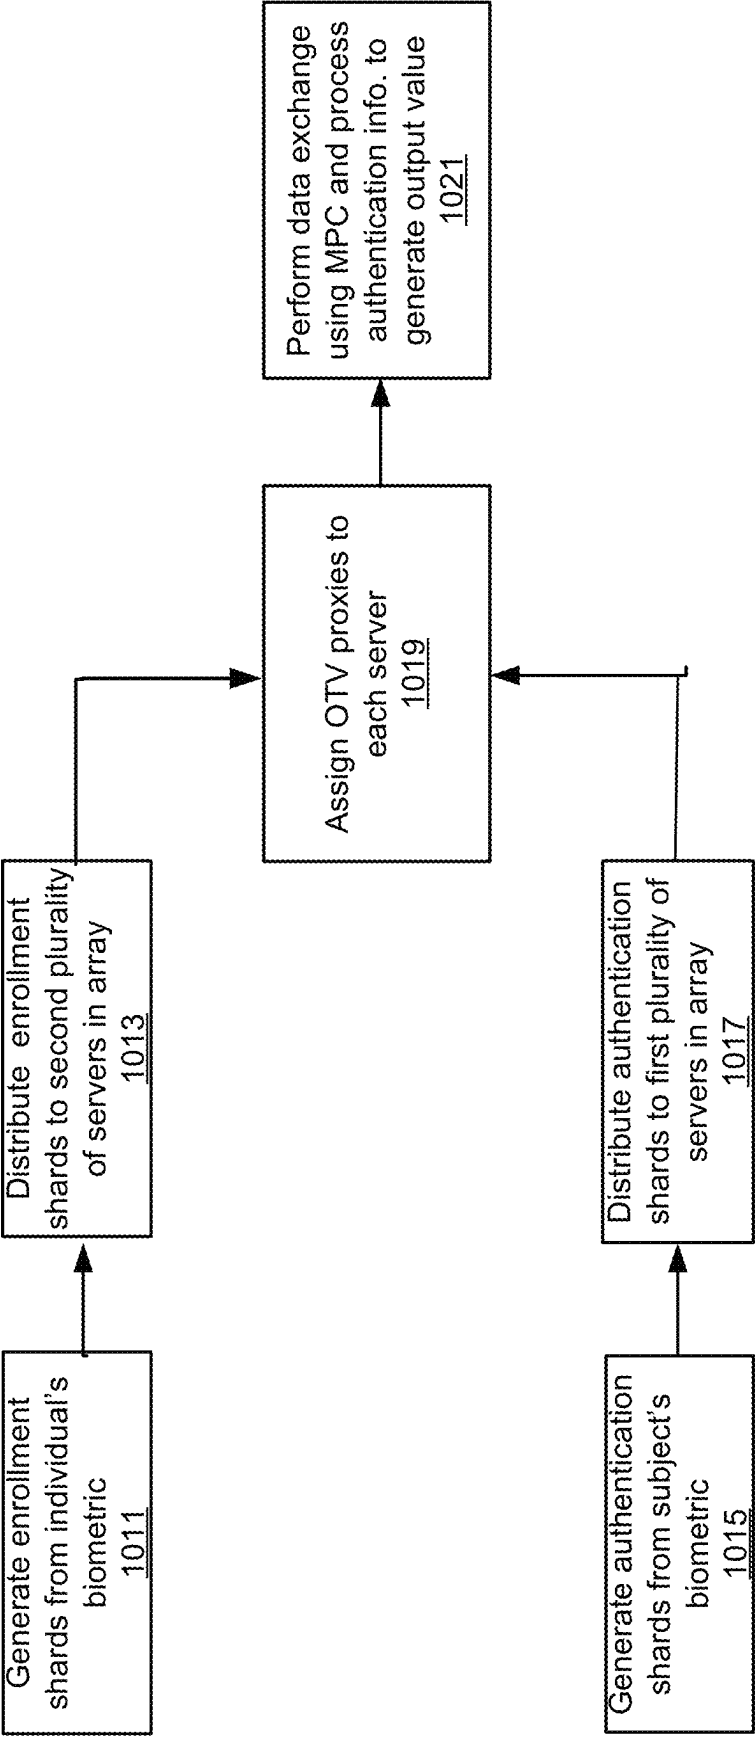 Generate enrollment
shards from individual's
biometric
1011
Distribute enrollment
shards to second plurality
of servers in array
1013
Generate authentication
shards from subject's
biometric
1015
Distribute authentication
shards to first plurality of
servers in array
1017
Assign OTV proxies to
each server
1019
Perform data exchange
using MPC and process
authentication info. to
generate output value
1021